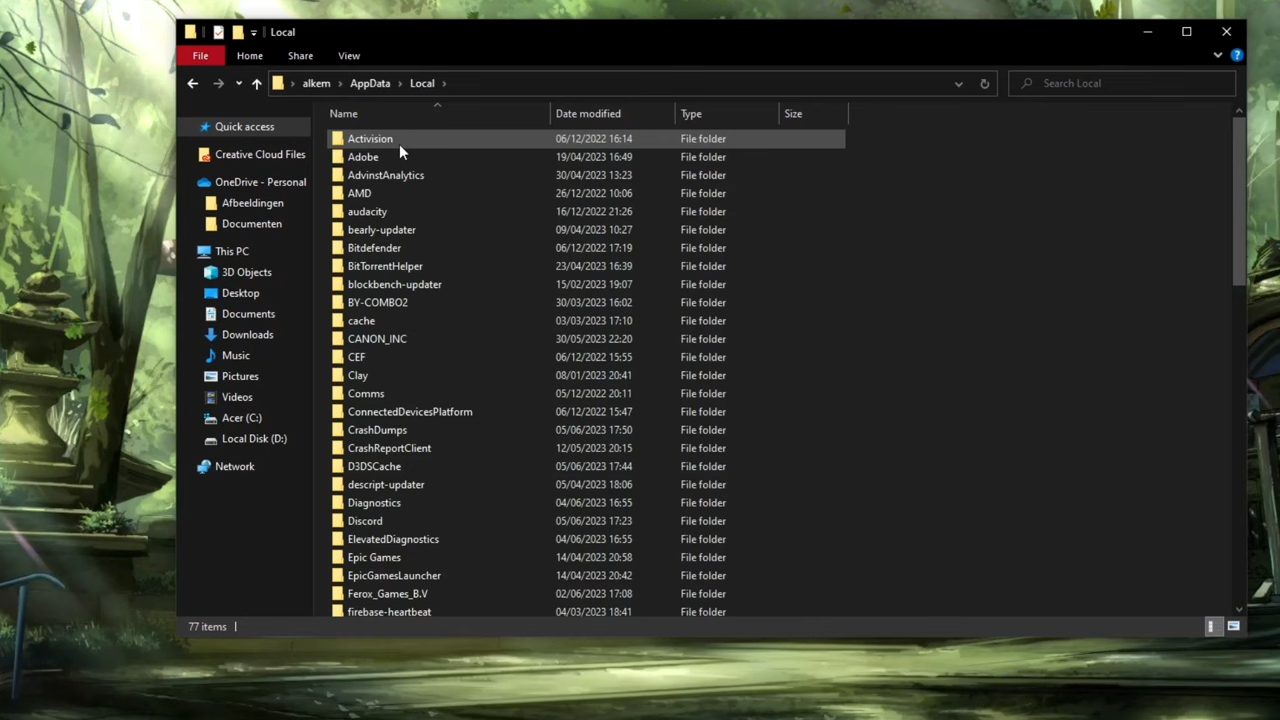 Local
File Home Share View
alkem AppData Local
Search Local
Name Date modified Type Size
Quick access
Creative Cloud Files
OneDrive - Personal
Afbeeldingen
Documenten
This PC
3D Objects
Desktop
Documents
Downloads
Music
Pictures
Videos
Acer (C:)
Local Disk (D:)
Network
Activision 06/12/2022 16:14 File folder
Adobe 19/04/2023 16:49 File folder
AdvinstAnalytics 30/04/2023 13:23 File folder
AMD 26/12/2022 10:06 File folder
audacity 16/12/2022 21:26 File folder
bearly-updater 09/04/2023 10:27 File folder
Bitdefender 06/12/2022 17:19 File folder
BitTorrentHelper 23/04/2023 16:39 File folder
blockbench-updater 15/02/2023 19:07 File folder
BY-COMBO2 30/03/2023 16:02 File folder
cache 03/03/2023 17:10 File folder
CANON_INC 30/05/2023 22:20 File folder
CEF 06/12/2022 15:55 File folder
Clay 08/01/2023 20:41 File folder
Comms 05/12/2022 20:11 File folder
ConnectedDevicesPlatform 06/12/2022 15:47 File folder
CrashDumps 05/06/2023 17:50 File folder
CrashReportClient 12/05/2023 20:15 File folder
D3DSCache 05/06/2023 17:44 File folder
descript-updater 05/04/2023 18:06 File folder
Diagnostics 04/06/2023 16:55 File folder
Discord 05/06/2023 17:23 File folder
ElevatedDiagnostics 04/06/2023 16:55 File folder
Epic Games 14/04/2023 20:58 File folder
EpicGamesLauncher 14/04/2023 20:42 File folder
Ferox_Games_B.V 02/06/2023 17:08 File folder
firebase-heartbeat 04/03/2023 18:41 File folder
77 items